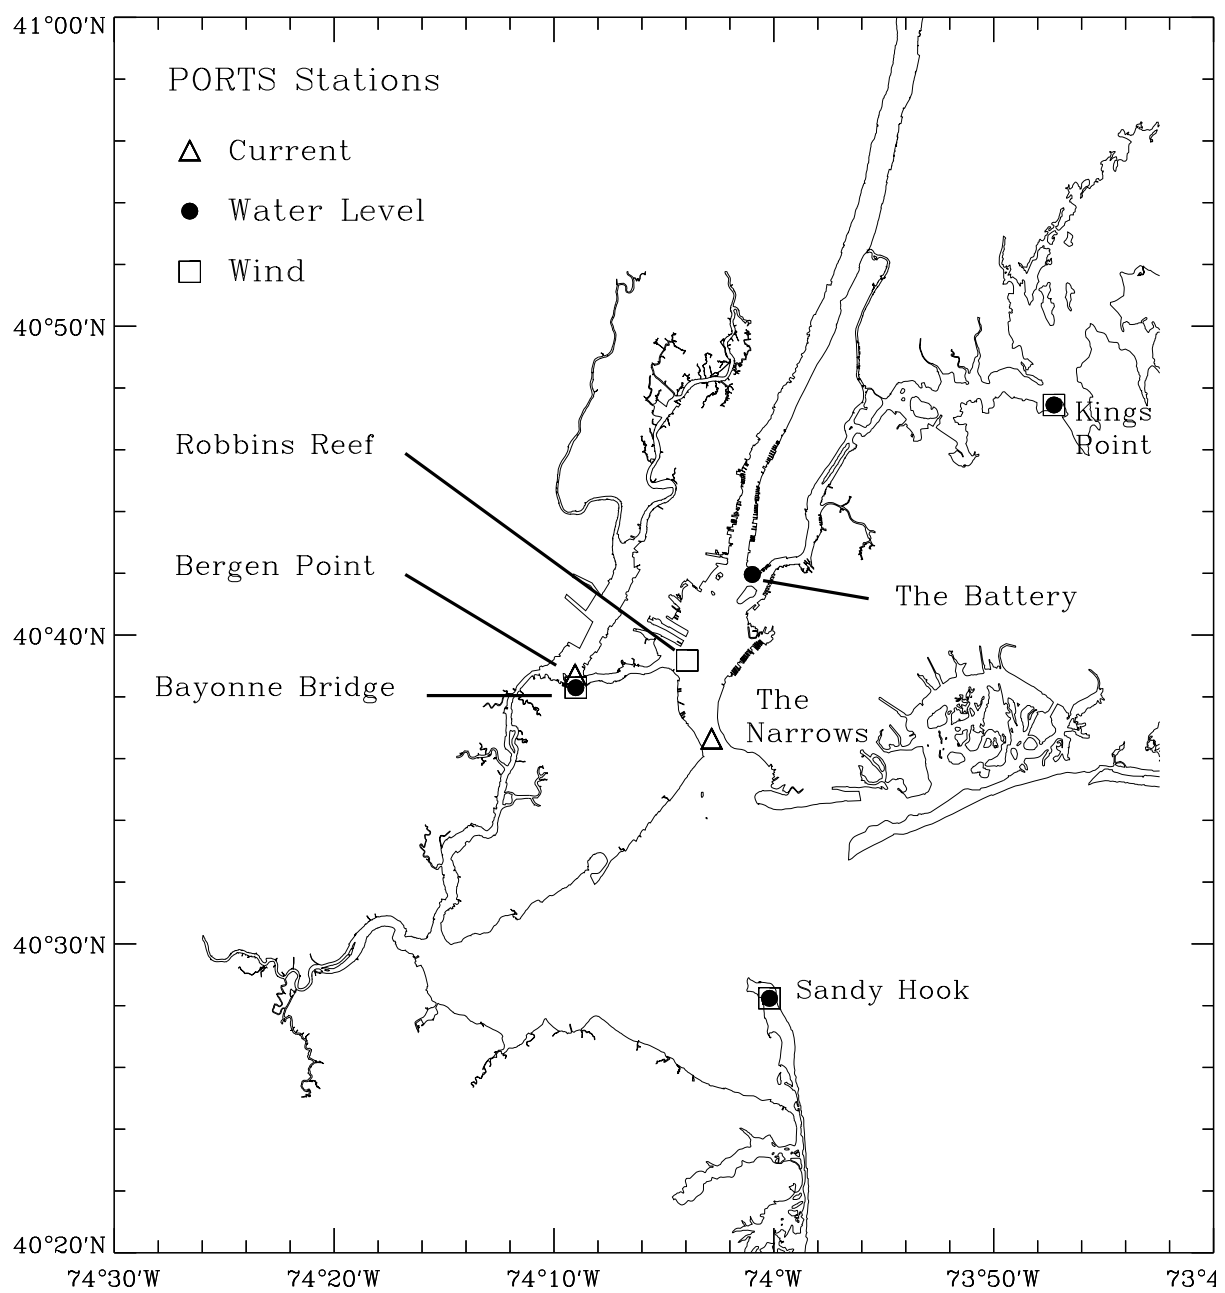 41°00′N
PORTS Stations
Current
Water Level
Wind
40°50′N
Kings
Point
Robbins Reef
Bergen Point
The Battery
40°40′N
Bayonne Bridge
The
Narrows
40°30′N
Sandy Hook
40°20′N
74°30′W
74°20′W
74°10′W
74°′W
73°50′W
73°4